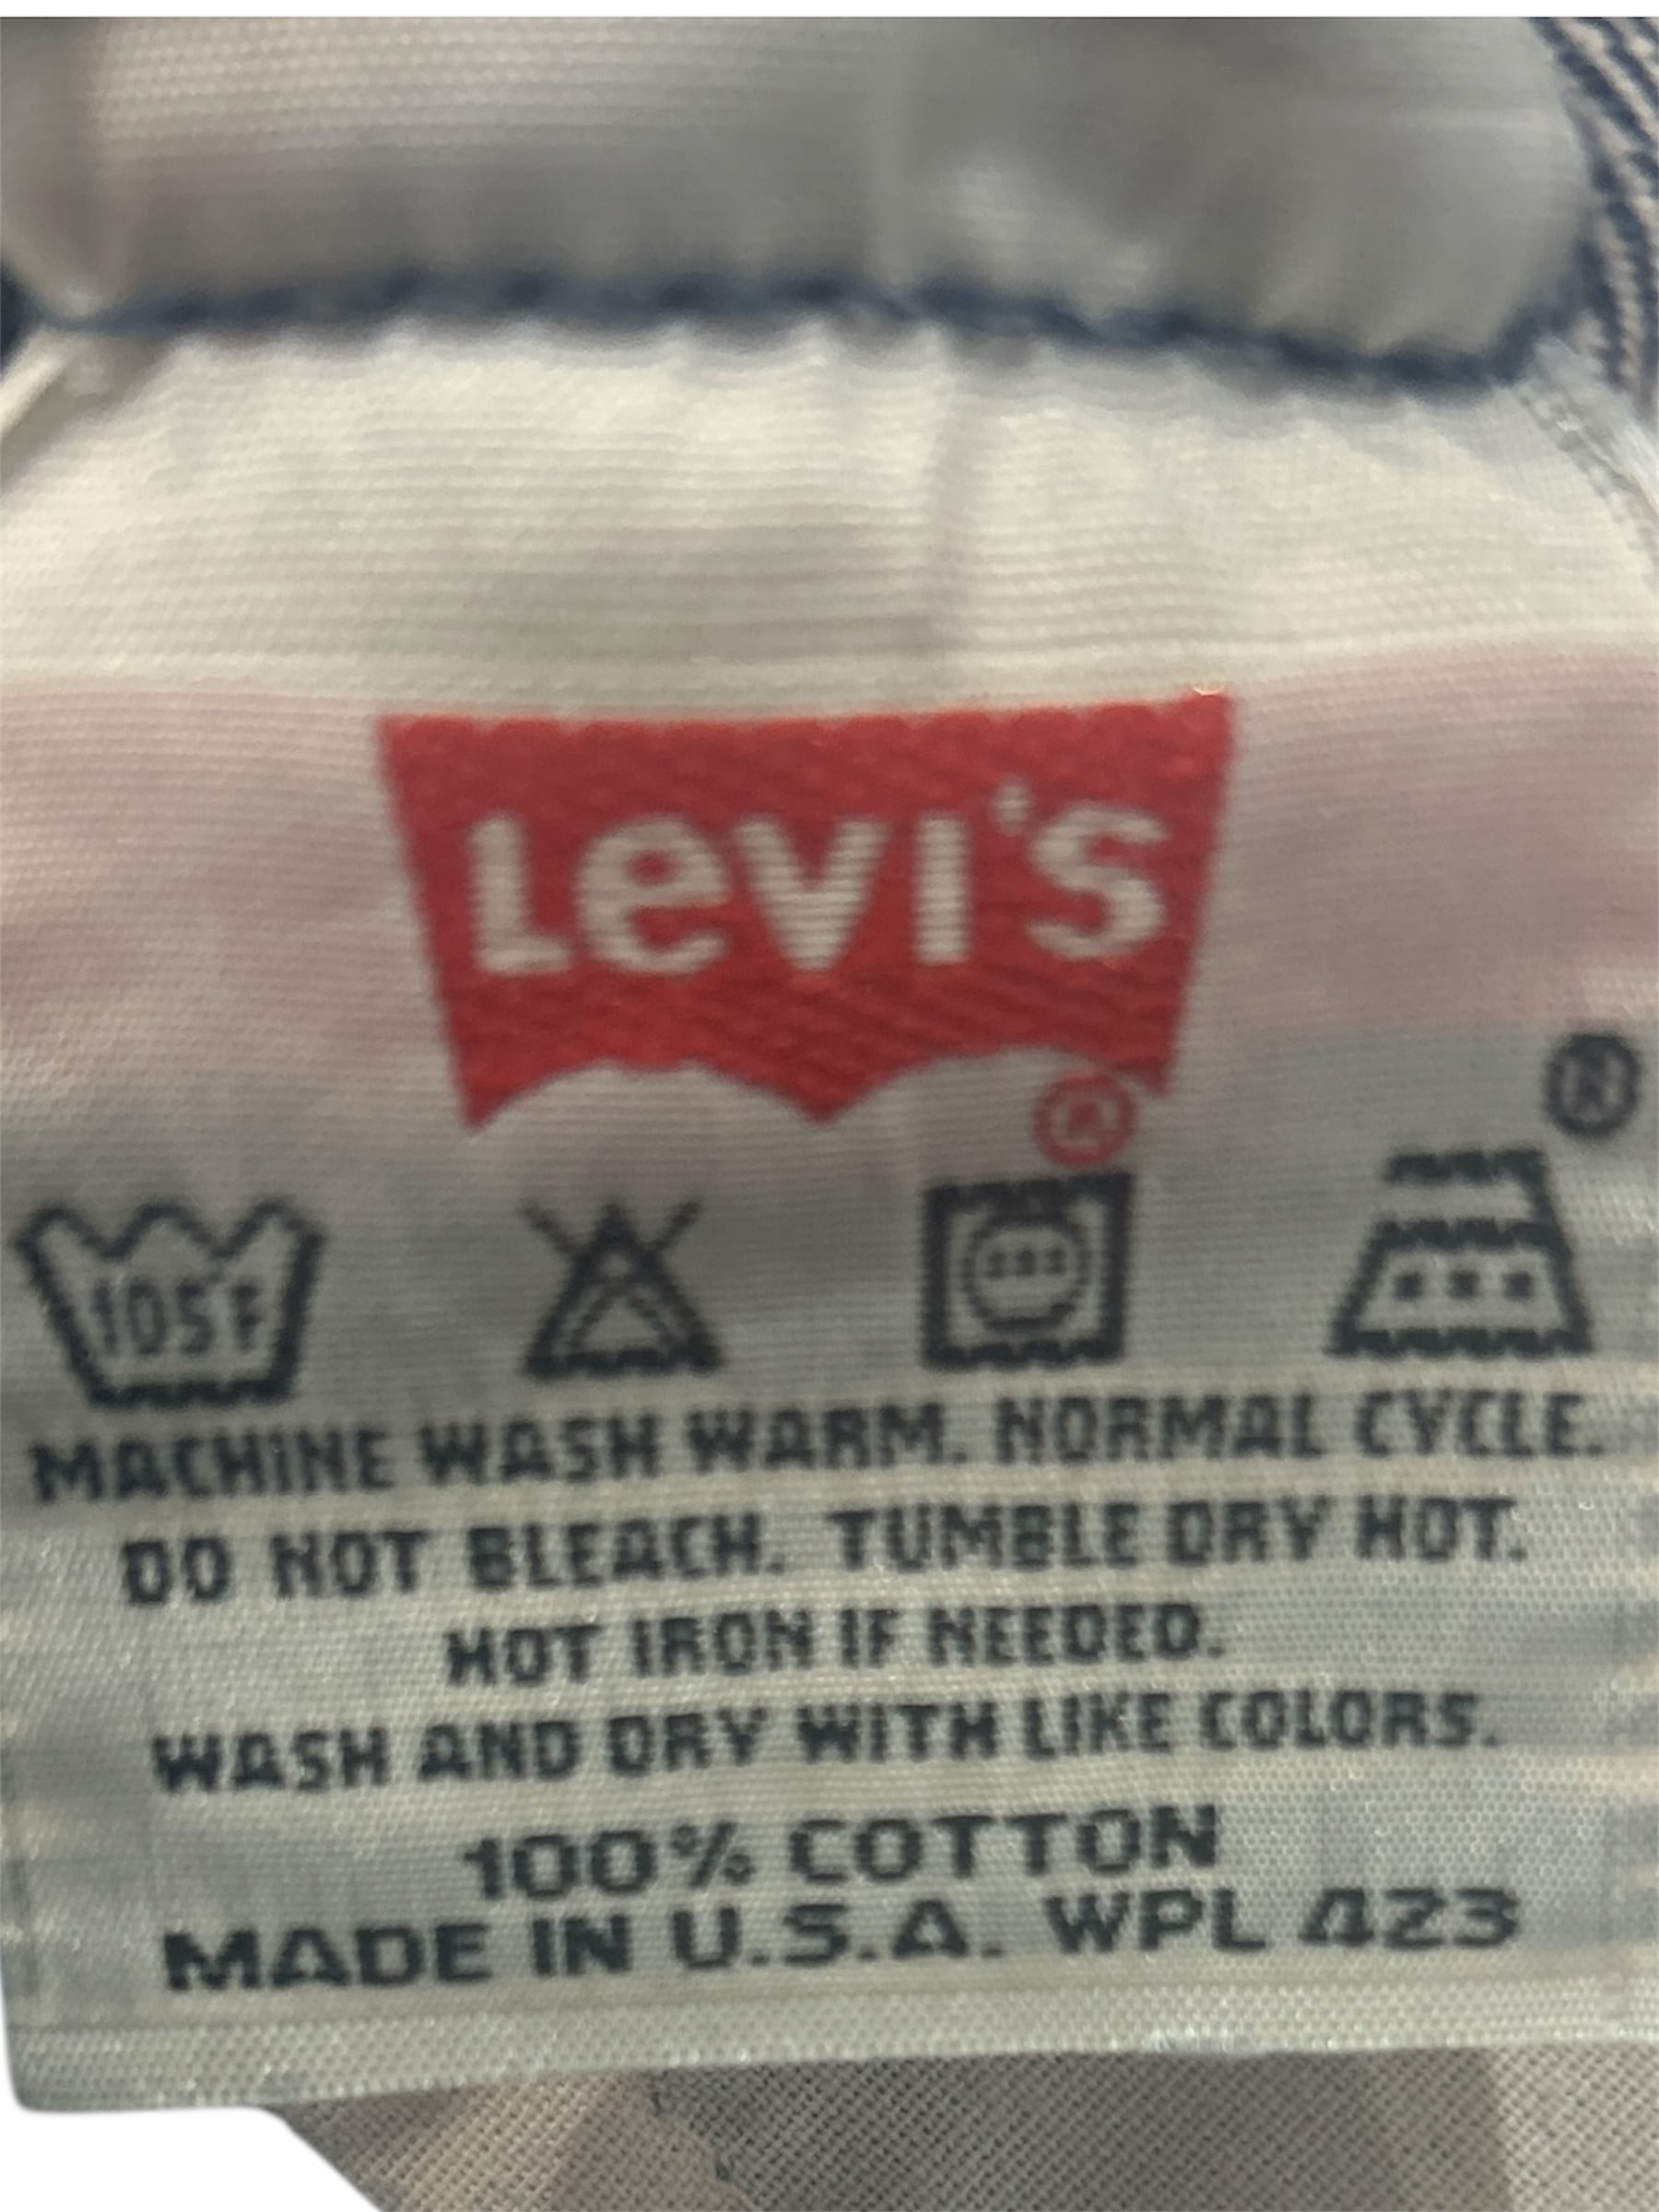 Levi's
®
®
105F
MACHINE WASH WARM. NORMAL CYCLE.
DO NOT BLEACH. TUMBLE DRY HOT.
HOT IRON IF NEEDED.
WASH AND DRY WITH LIKE COLORS.
100% COTTON
MADE IN U.S.A. WPL 423